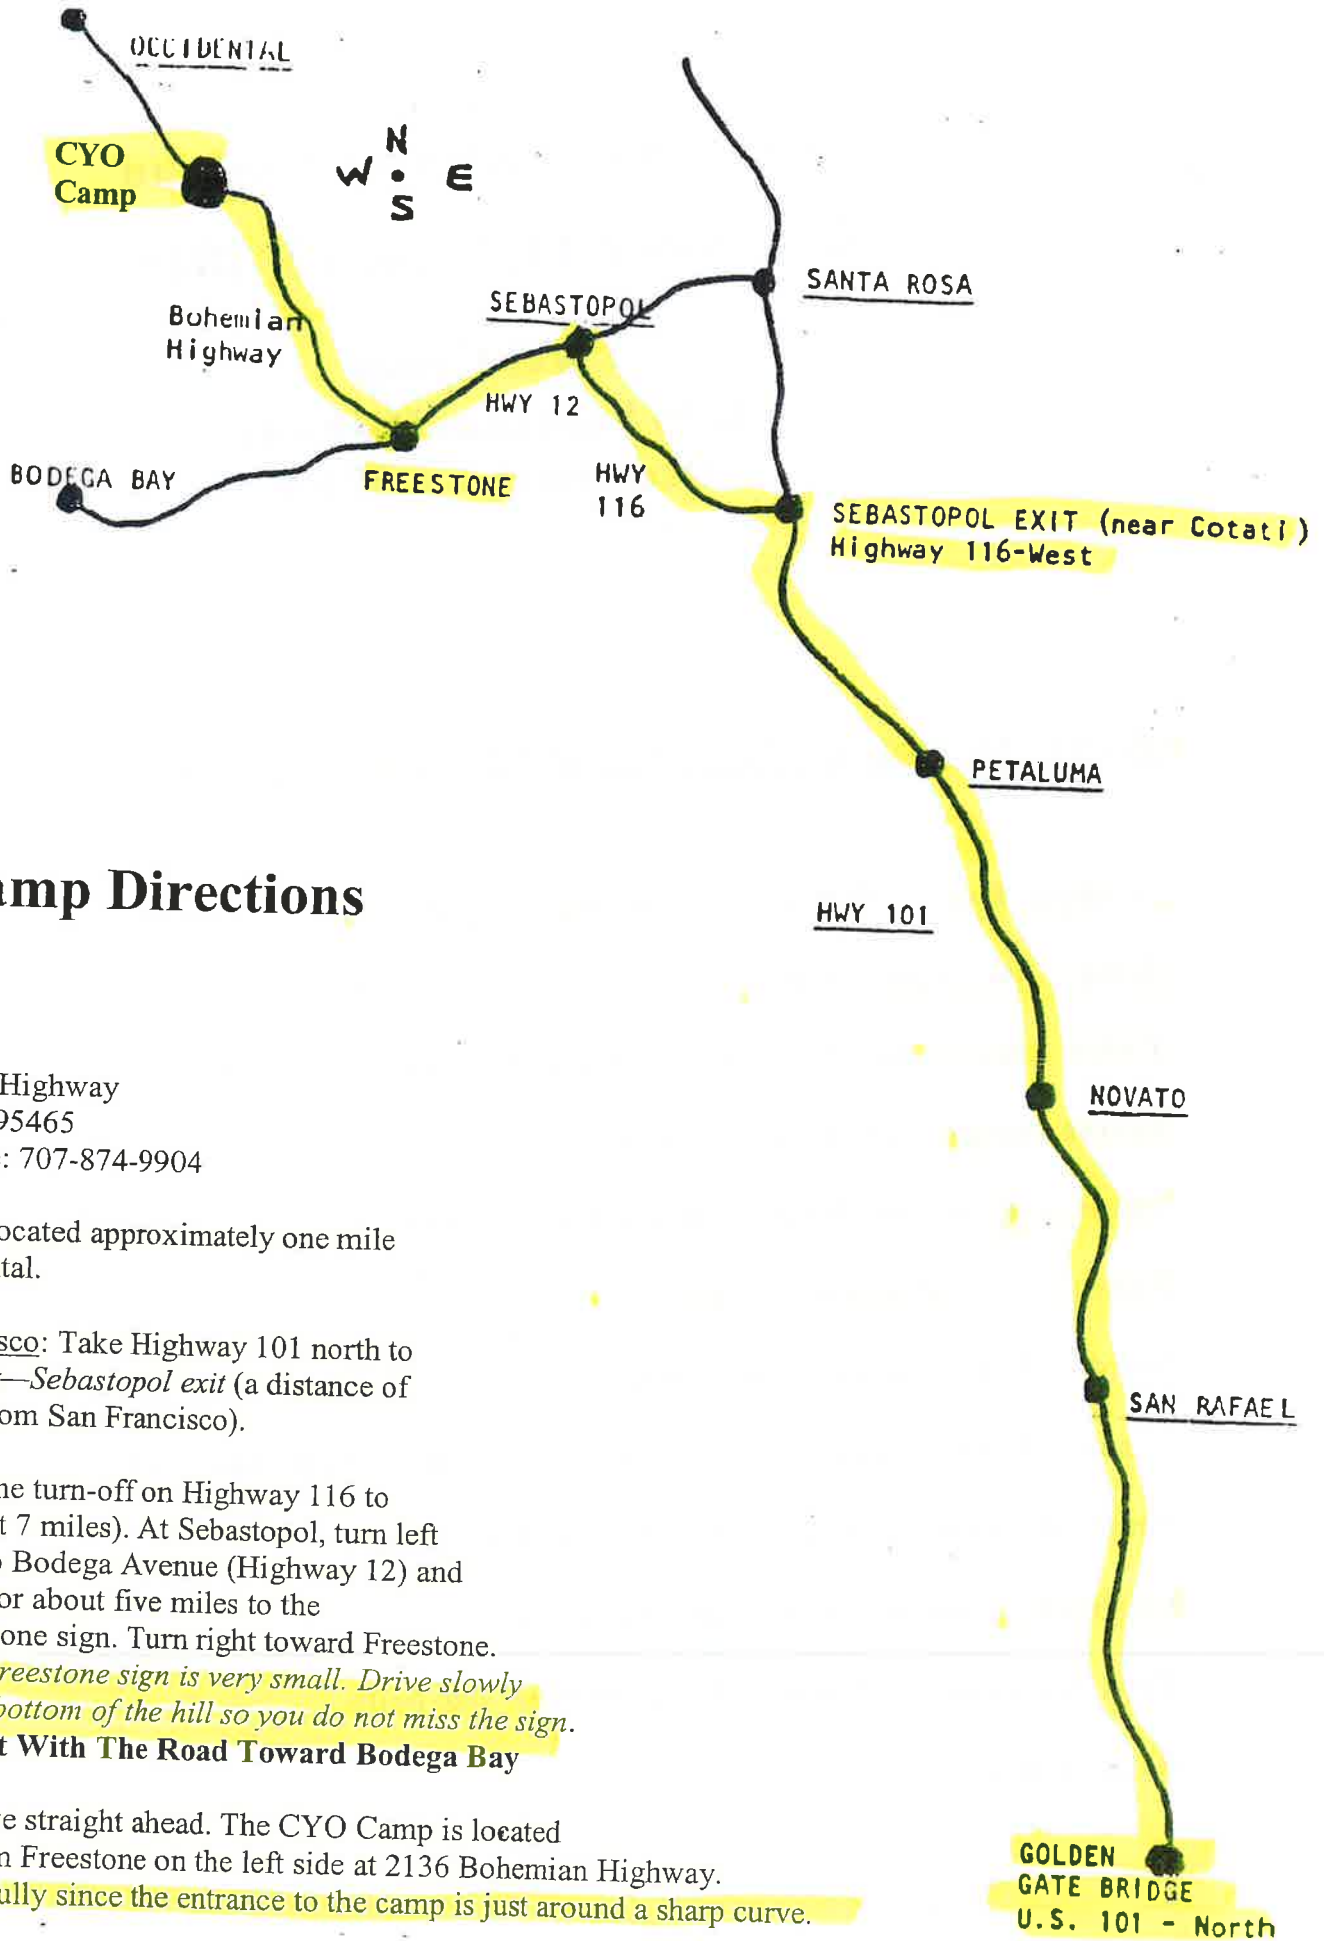 OCCIDENTAL
CYO
Camp
N
W • E
S
SANTA ROSA
SEBASTOPOL
Bohemian
Highway
HWY 12
BODEGA BAY
FREESTONE
HWY
116
SEBASTOPOL EXIT (near Cotati)
Highway 116-West
PETALUMA
amp Directions
HWY 101
Highway
95465
: 707-874-9904
NOVATO
ocated approximately one mile
tal.
sco: Take Highway 101 north to
—Sebastopol exit (a distance of
om San Francisco).
SAN RAFAEL
ne turn-off on Highway 116 to
t 7 miles). At Sebastopol, turn left
o Bodega Avenue (Highway 12) and
or about five miles to the
one sign. Turn right toward Freestone.
reestone sign is very small. Drive slowly
bottom of the hill so you do not miss the sign.
t With The Road Toward Bodega Bay
e straight ahead. The CYO Camp is located
n Freestone on the left side at 2136 Bohemian Highway.
ully since the entrance to the camp is just around a sharp curve.
GOLDEN
GATE BRIDGE
U.S. 101 - North